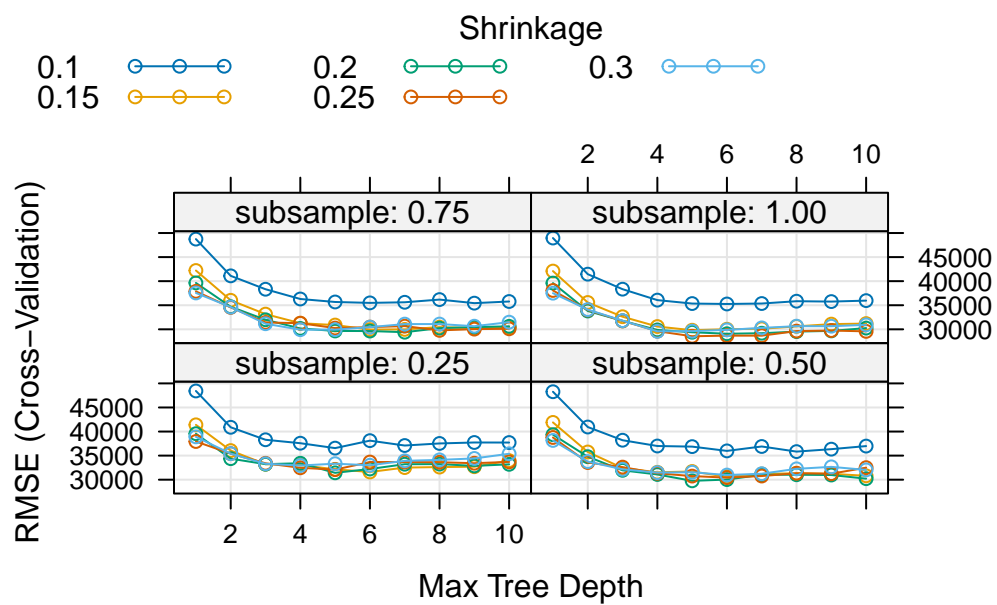 Shrinkage
0.1 0.2 0.3
0.15 0.25
2 4 6 8 10
subsample: 0.75 subsample: 1.00
45000
40000
35000
30000
subsample: 0.25 subsample: 0.50
45000
40000
35000
30000
2 4 6 8 10
RMSE (Cross−Validation)
Max Tree Depth